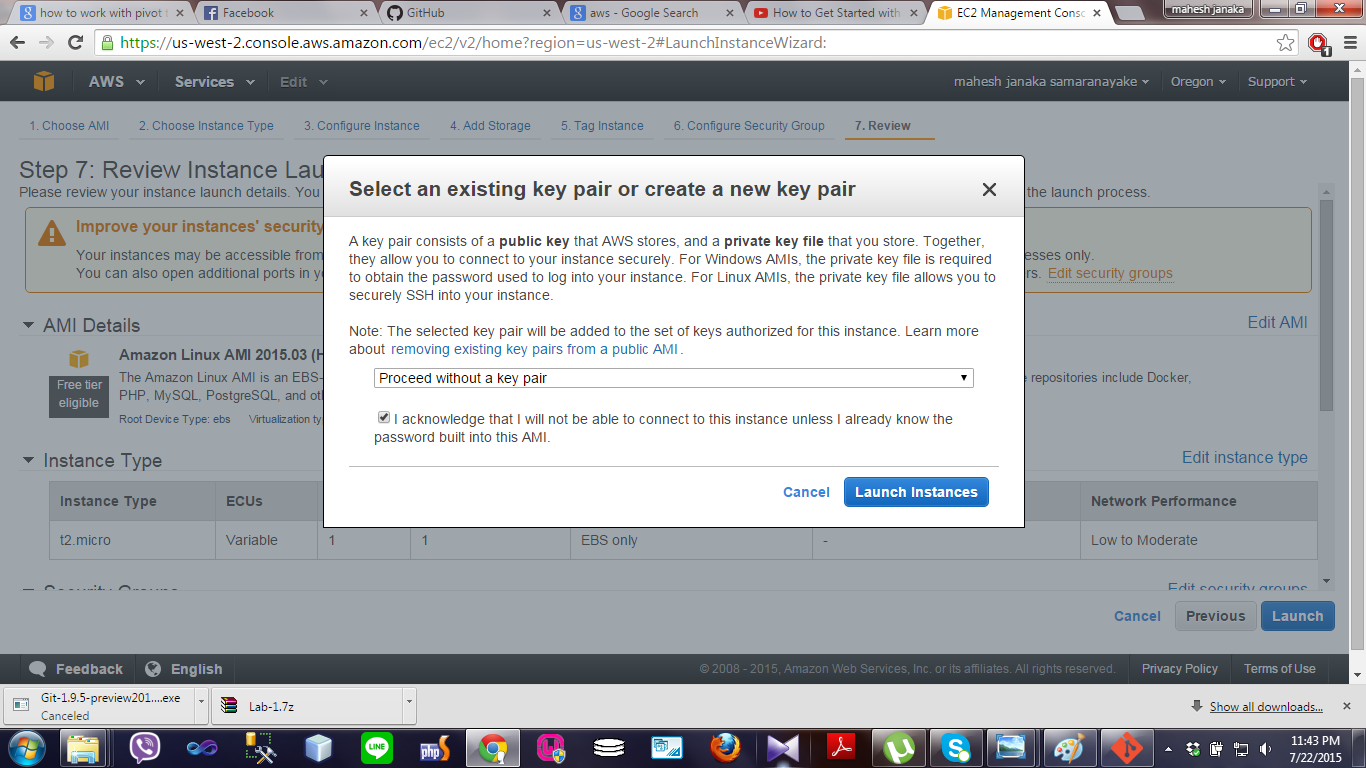 how to work with pivot t
Facebook
GitHub
aws - Google Search
How to Get Started with
EC2 Management Conso
mahesh janaka
https://us-west-2.console.aws.amazon.com/ec2/v2/home?region=us-west-2#LaunchInstanceWizard:
1
AWS Services Edit mahesh janaka samaranayake Oregon Support
1. Choose AMI 2. Choose Instance Type 3. Configure Instance 4. Add Storage 5. Tag Instance 6. Configure Security Group 7. Review
Step 7: Review Instance Lau
Please review your instance launch details. You the launch process.
Improve your instances' security
Your instances may be accessible from esses only.
You can also open additional ports in yo rs. Edit security groups
Select an existing key pair or create a new key pair
A key pair consists of a public key that AWS stores, and a private key file that you store. Together,
they allow you to connect to your instance securely. For Windows AMIs, the private key file is required
to obtain the password used to log into your instance. For Linux AMIs, the private key file allows you to
securely SSH into your instance.
Note: The selected key pair will be added to the set of keys authorized for this instance. Learn more
about removing existing key pairs from a public AMI .
Proceed without a key pair
I acknowledge that I will not be able to connect to this instance unless I already know the
password built into this AMI.
Cancel Launch Instances
AMI Details Edit AMI
Amazon Linux AMI 2015.03 (H
Free tier
eligible
The Amazon Linux AMI is an EBS- e repositories include Docker,
PHP, MySQL, PostgreSQL, and oth
Root Device Type: ebs Virtualization ty
Instance Type Edit instance type
Instance Type ECUs Network Performance
t2.micro Variable 1 1 EBS only - Low to Moderate
Security Groups Edit security groups
Cancel Previous Launch
Feedback English © 2008 - 2015, Amazon Web Services, Inc. or its affiliates. All rights reserved. Privacy Policy Terms of Use
Git-1.9.5-preview201....exe
Canceled
Lab-1.7z
Show all downloads...
LINE
php
11:43 PM
7/22/2015